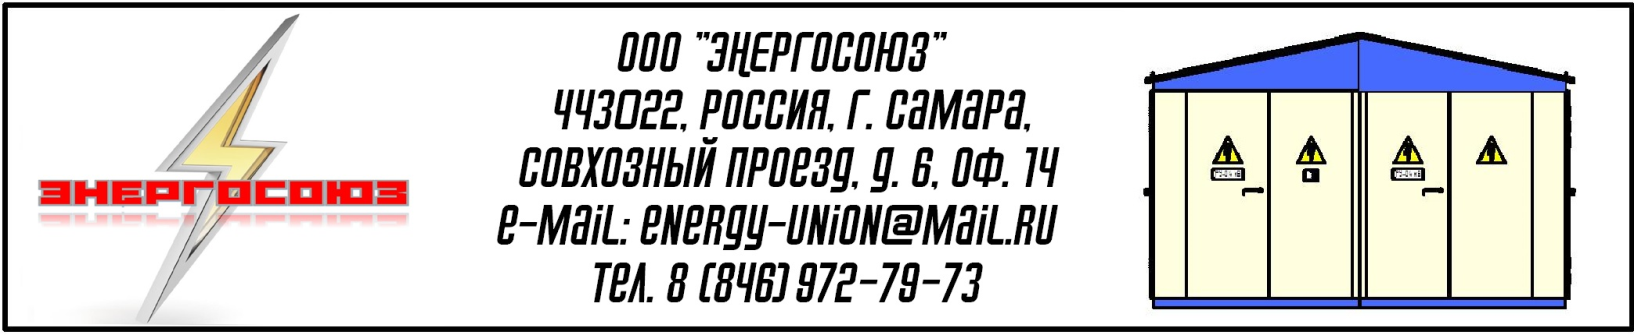 ЭНЕРГОСОЮЗ
ООО "ЭНЕРГОСОЮЗ"
443022, РОССИЯ, Г. САМАРА,
СОВХОЗНЫЙ ПРОЕЗД, Д. 6, ОФ. 14
e-mail: energy-union@mail.ru
ТЕЛ. 8 (846) 972-79-73